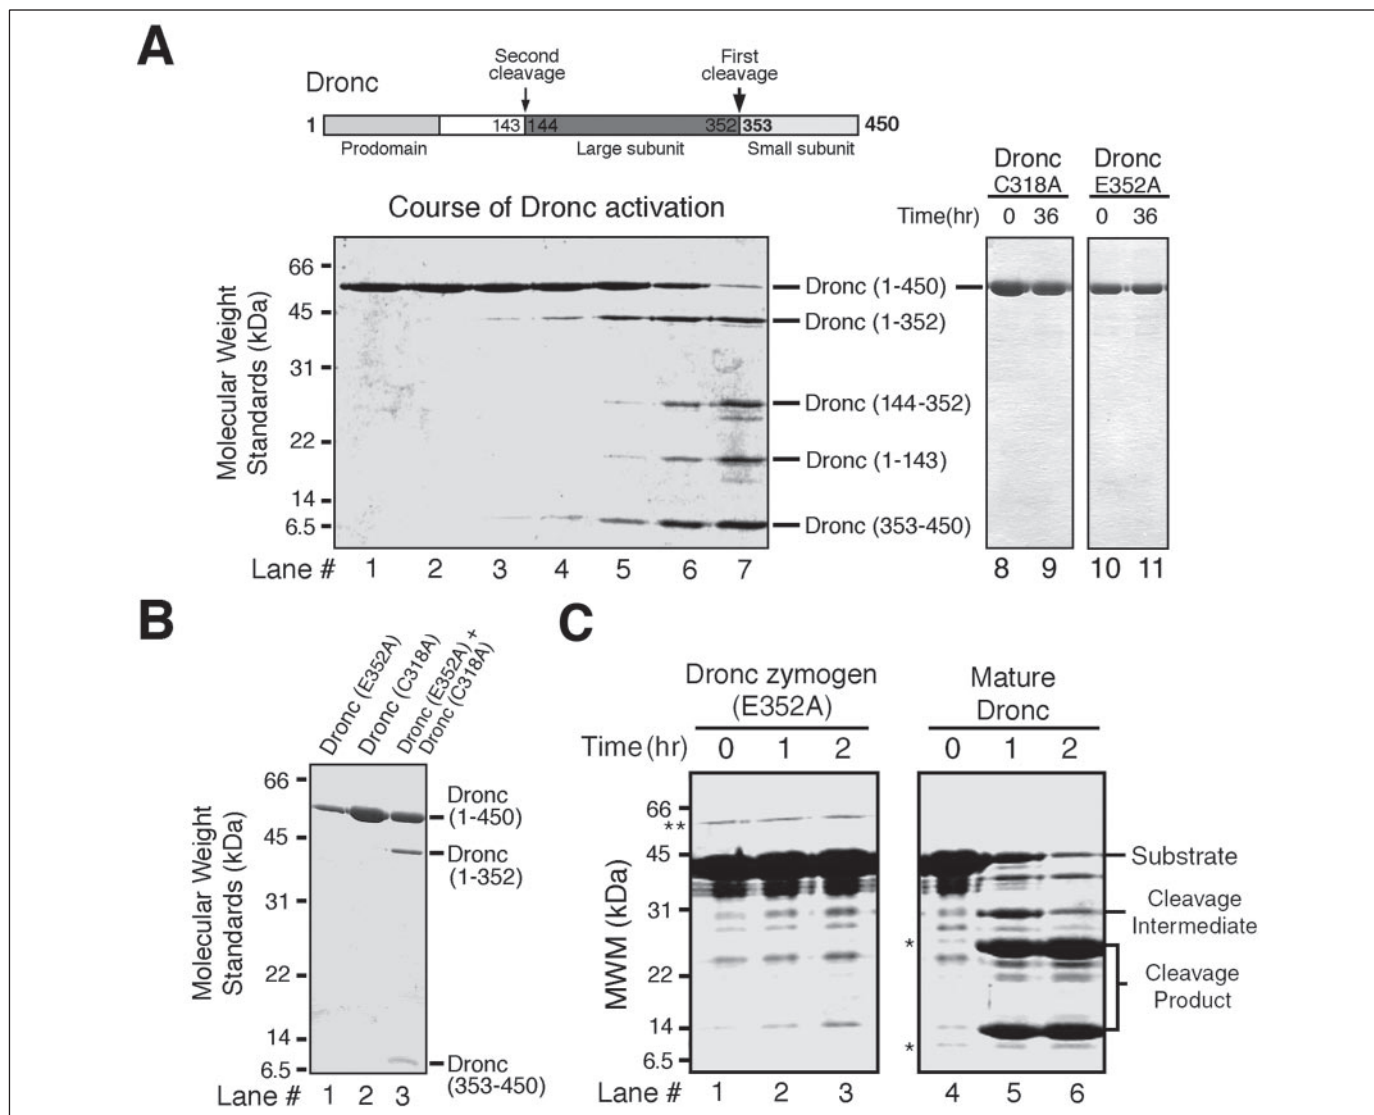 A
Dronc
Second
cleavage
First
cleavage
1
143
144
352
353
450
Prodomain
Large subunit
Small subunit
Course of Dronc activation
Dronc
C318A
Dronc
E352A
Time(hr)
0
36
0
36
Molecular Weight
Standards (kDa)
66
45
31
22
14
6.5
Dronc (1-450)
Dronc (1-352)
Dronc (144-352)
Dronc (1-143)
Dronc (353-450)
Lane #
1 2 3 4 5 6 7
8 9 10 11
B
Dronc (E352A)
Dronc (C318A)
Dronc (E352A) +
Dronc (C318A)
Molecular Weight
Standards (kDa)
66
45
31
22
14
6.5
Dronc
(1-450)
Dronc
(1-352)
Dronc
(353-450)
Lane # 1 2 3
C
Dronc zymogen
(E352A)
Mature
Dronc
Time(hr) 0 1 2
0 1 2
MWM (kDa)
66
**
45
31
22
14
6.5
*
*
Substrate
Cleavage
Intermediate
Cleavage
Product
Lane # 1 2 3
4 5 6